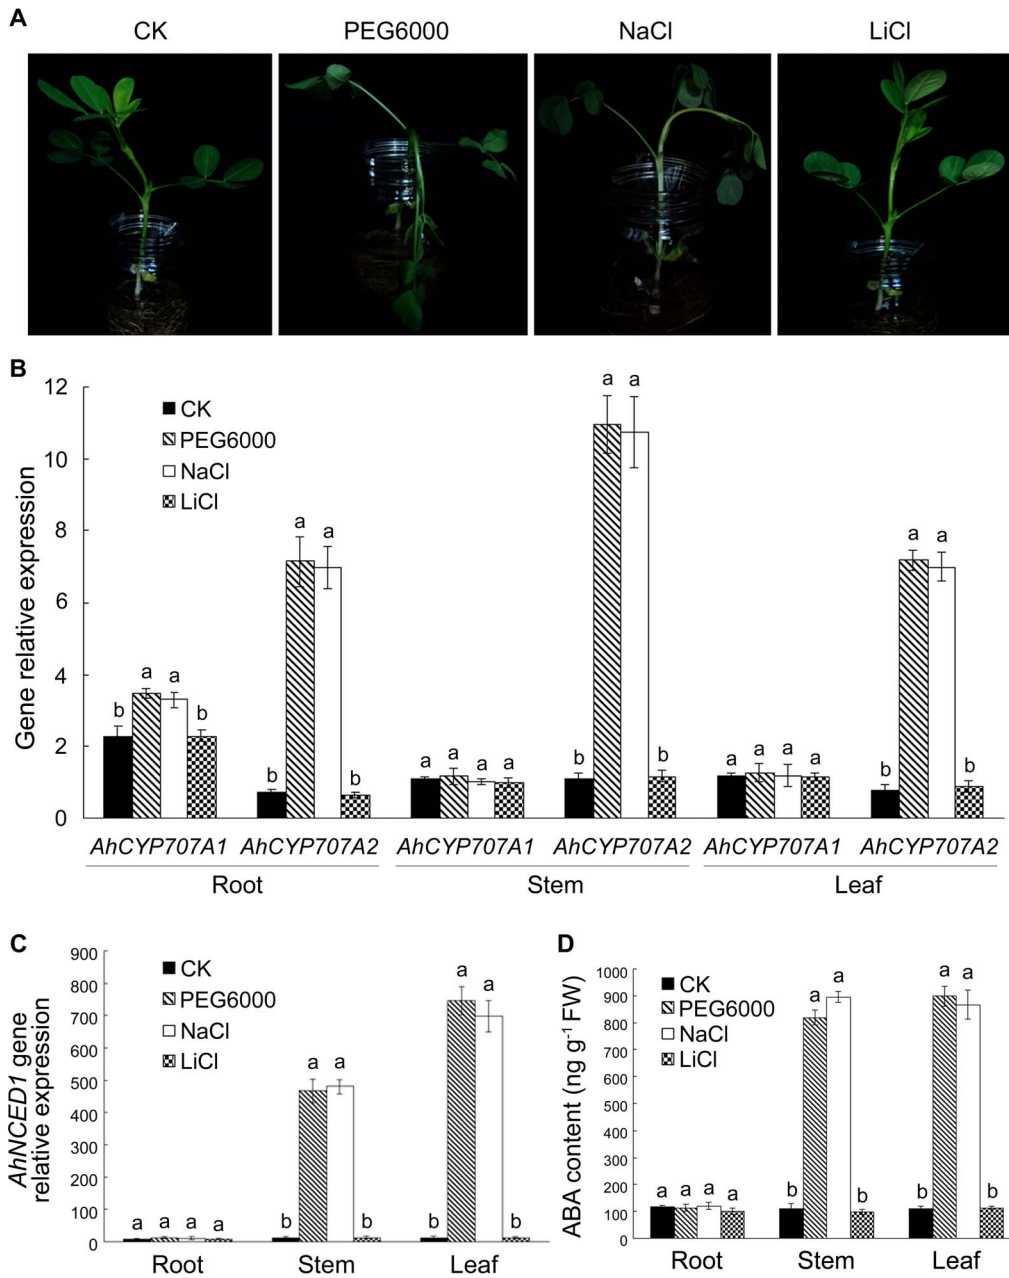 A
CK PEG6000 NaCl LiCl
B
12
10
8
6
4
2
0
Gene relative expression
CK
PEG6000
NaCl
LiCl
b a a b
b a a b
a a a a
b a a b
a a a a
b a a b
AhCYP707A1 AhCYP707A2 AhCYP707A1 AhCYP707A2 AhCYP707A1 AhCYP707A2
Root Stem Leaf
C
900
800
700
600
500
400
300
200
100
0
AhNCED1 gene
relative expression
CK
PEG6000
NaCl
LiCl
a a a a
b a a b
b a a b
Root Stem Leaf
D
1000
900
800
700
600
500
400
300
200
100
0
ABA content (ng g⁻¹ FW)
CK
PEG6000
NaCl
LiCl
a a a a
b a a b
b a a b
Root Stem Leaf